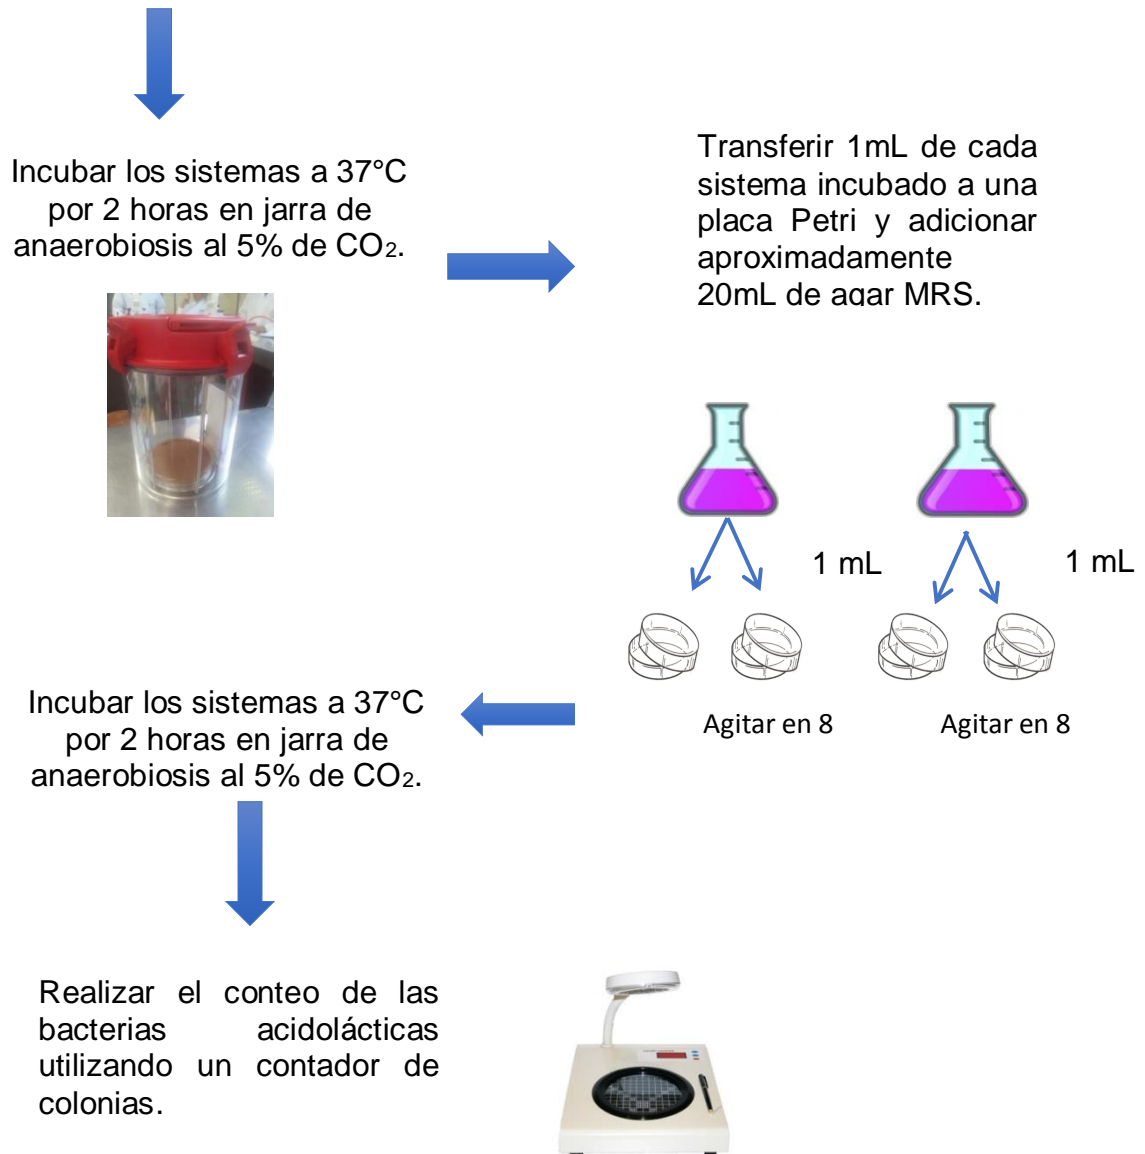 Incubar los sistemas a 37°C
por 2 horas en jarra de
anaerobiosis al 5% de CO₂.
Transferir 1mL de cada
sistema incubado a una
placa Petri y adicionar
aproximadamente
20mL de agar MRS.
1 mL
1 mL
Agitar en 8
Agitar en 8
Incubar los sistemas a 37°C
por 2 horas en jarra de
anaerobiosis al 5% de CO₂.
Realizar el conteo de las
bacterias acidolácticas
utilizando un contador de
colonias.